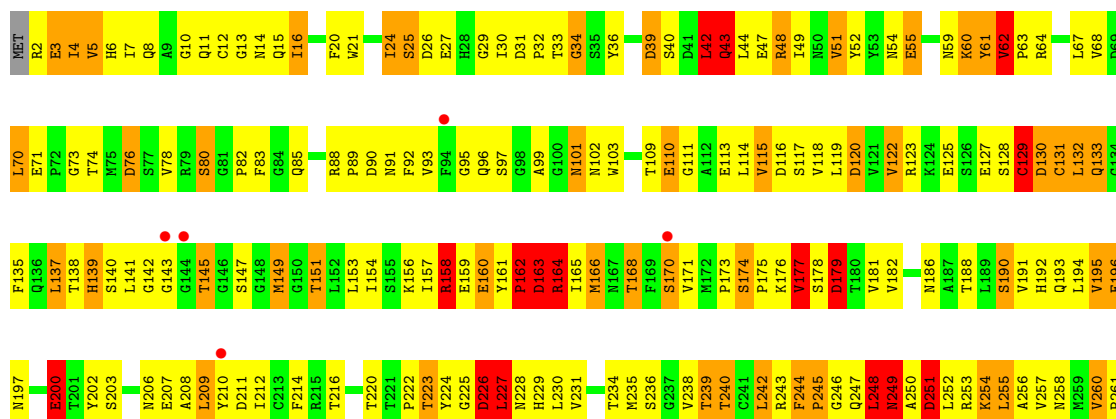 MET R2 E3 I4 V5 H6 I7 Q8 A9 G10 Q11 C12 G13 N14 Q15 I16 F20 W21 I24 S25 D26 E27 H28 G29 I30 D31 P32 T33 G34 S35 Y36 D39 S40 D41 L42 Q43 L44 E47 R48 I49 N50 V51 Y52 Y53 N54 E55 N59 K60 Y61 V62 P63 R64 L67 V68 D69
L70 E71 P72 G73 T74 M75 D76 S77 V78 R79 S80 G81 P82 F83 G84 Q85 R88 P89 D90 N91 F92 V93 F94 G95 Q96 S97 G98 A99 G100 N101 N102 W103 T109 E110 G111 A112 E113 L114 V115 D116 S117 V118 L119 D120 V121 V122 R123 K124 E125 S126 E127 S128 C129 D130 C131 L132 Q133 G134
F135 Q136 L137 T138 H139 S140 L141 G142 G143 G144 T145 G146 S147 G148 M149 G150 T151 L152 L153 I154 S155 K156 I157 R158 E159 E160 Y161 P162 D163 R164 I165 M166 N167 T168 F169 S170 V171 M172 P173 S174 P175 K176 V177 S178 D179 T180 V181 V182 N186 A187 T188 L189 S190 V191 H192 Q193 L194 V195 E196
N197 E200 T201 Y202 S203 N206 E207 A208 L209 Y210 D211 I212 C213 F214 R215 T216 T220 T221 P222 T223 Y224 G225 D226 L227 N228 H229 L230 V231 T234 M235 S236 G237 V238 T239 T240 C241 L242 R243 F244 P245 G246 Q247 L248 N249 A250 D251 L252 R253 K254 L255 A256 V257 N258 M259 V260 P261